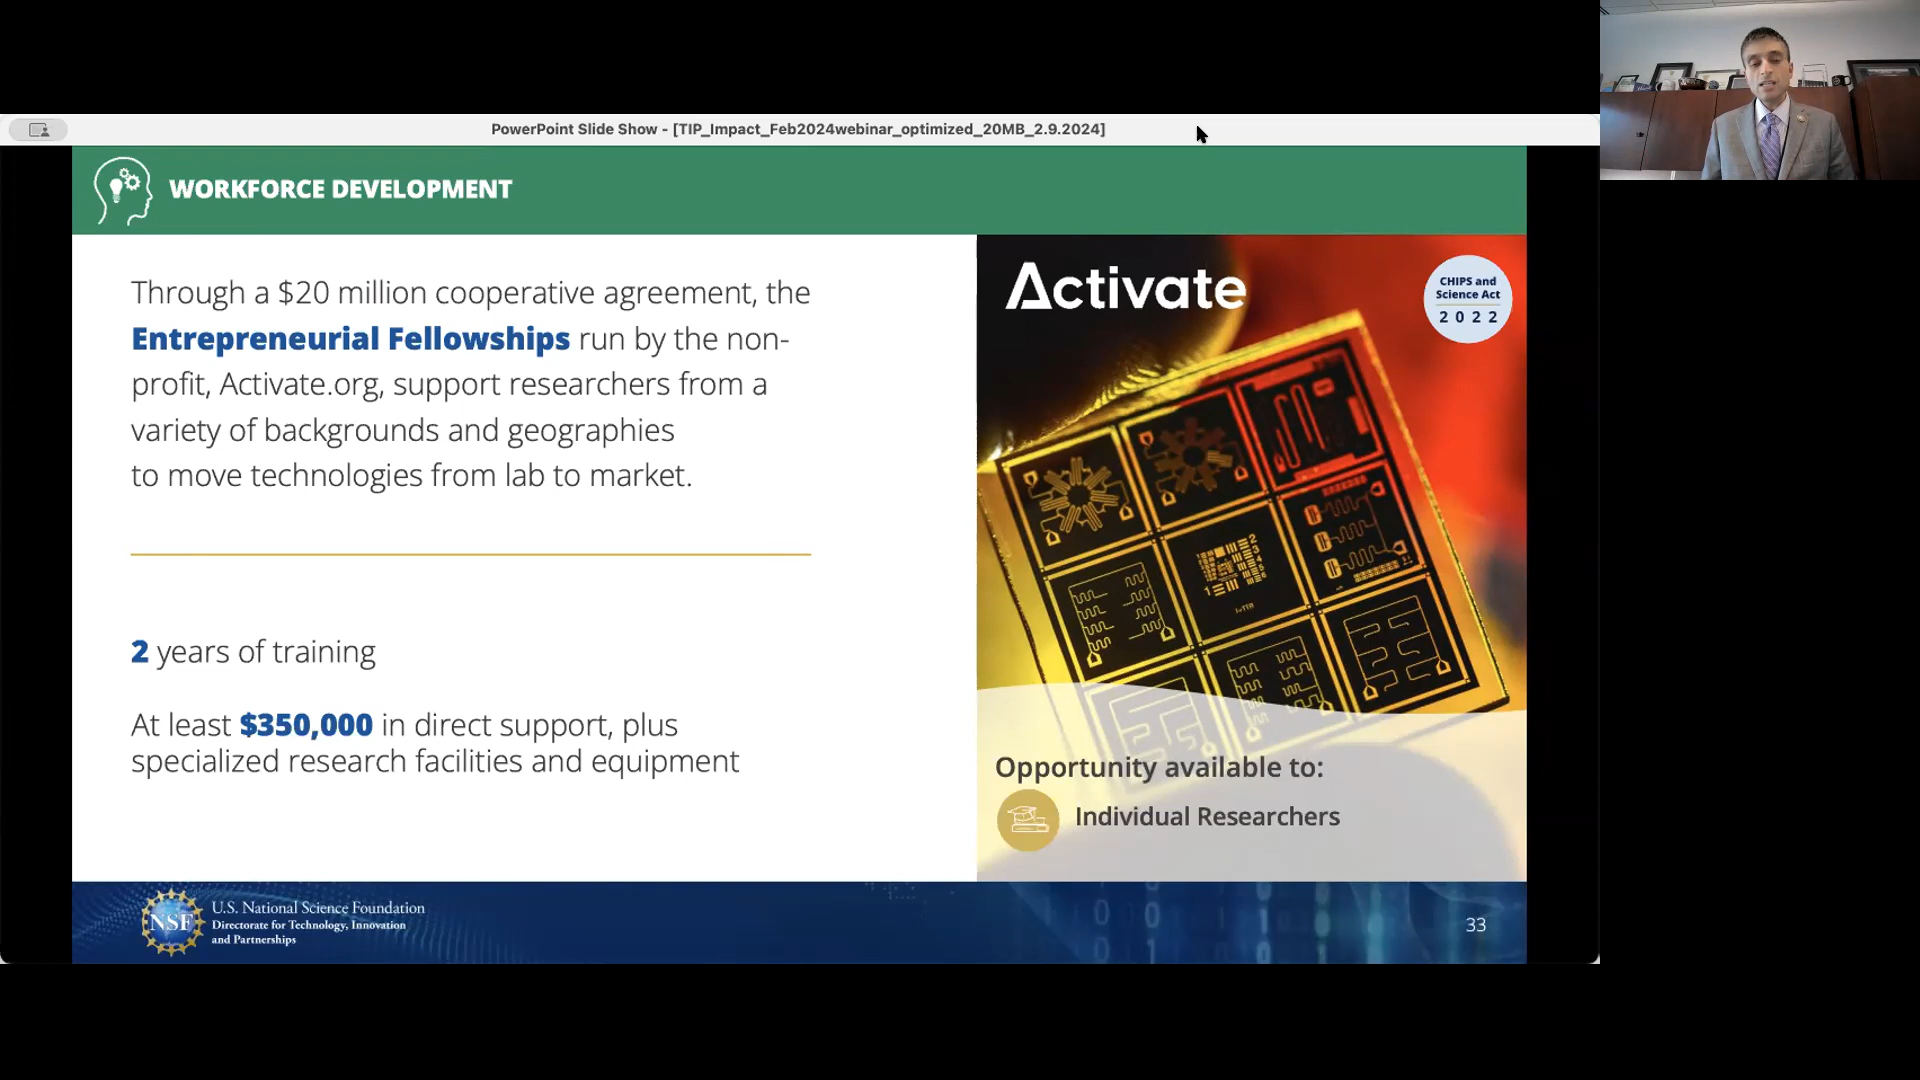 PowerPoint Slide Show - [TIP_Impact_Feb2024webinar_optimized_20MB_2.9.2024]
WORKFORCE DEVELOPMENT
Through a $20 million cooperative agreement, the
Entrepreneurial Fellowships run by the non-
profit, Activate.org, support researchers from a
variety of backgrounds and geographies
to move technologies from lab to market.
2 years of training
At least $350,000 in direct support, plus
specialized research facilities and equipment
Activate
CHIPS and
Science Act
2022
Opportunity available to:
Individual Researchers
NSF
U.S. National Science Foundation
Directorate for Technology, Innovation
and Partnerships
33